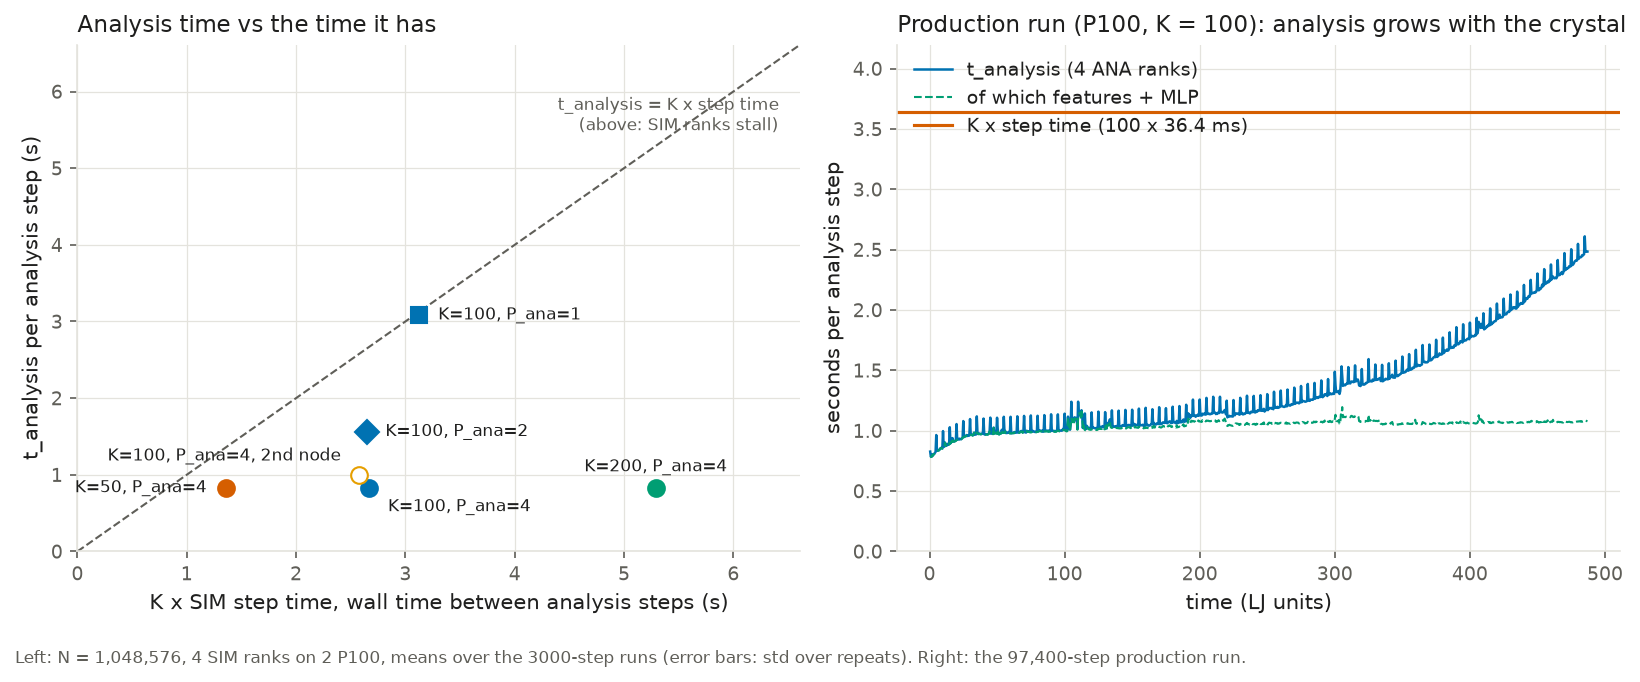 Analysis time vs the time it has
t_analysis per analysis step (s)
6
5
4
3
2
1
0
t_analysis = K x step time
(above: SIM ranks stall)
K=100, P_ana=1
K=100, P_ana=2
K=100, P_ana=4, 2nd node
K=50, P_ana=4
K=200, P_ana=4
K=100, P_ana=4
0 1 2 3 4 5 6
K x SIM step time, wall time between analysis steps (s)
Production run (P100, K = 100): analysis grows with the crystal
seconds per analysis step
4.0
3.5
3.0
2.5
2.0
1.5
1.0
0.5
0.0
t_analysis (4 ANA ranks)
of which features + MLP
K x step time (100 x 36.4 ms)
0 100 200 300 400 500
time (LJ units)
Left: N = 1,048,576, 4 SIM ranks on 2 P100, means over the 3000-step runs (error bars: std over repeats). Right: the 97,400-step production run.